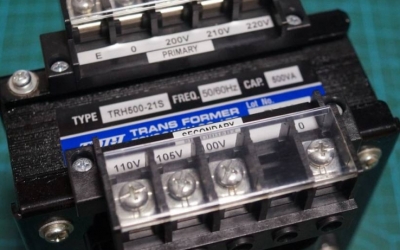 E 0 200V 210V 220V
PRIMARY
TYPE TRH500-21S FREQ. 50/60Hz CAP. 500VA
TRANS FORMER Lot No.
SECONDARY
110V 105V 00V 0